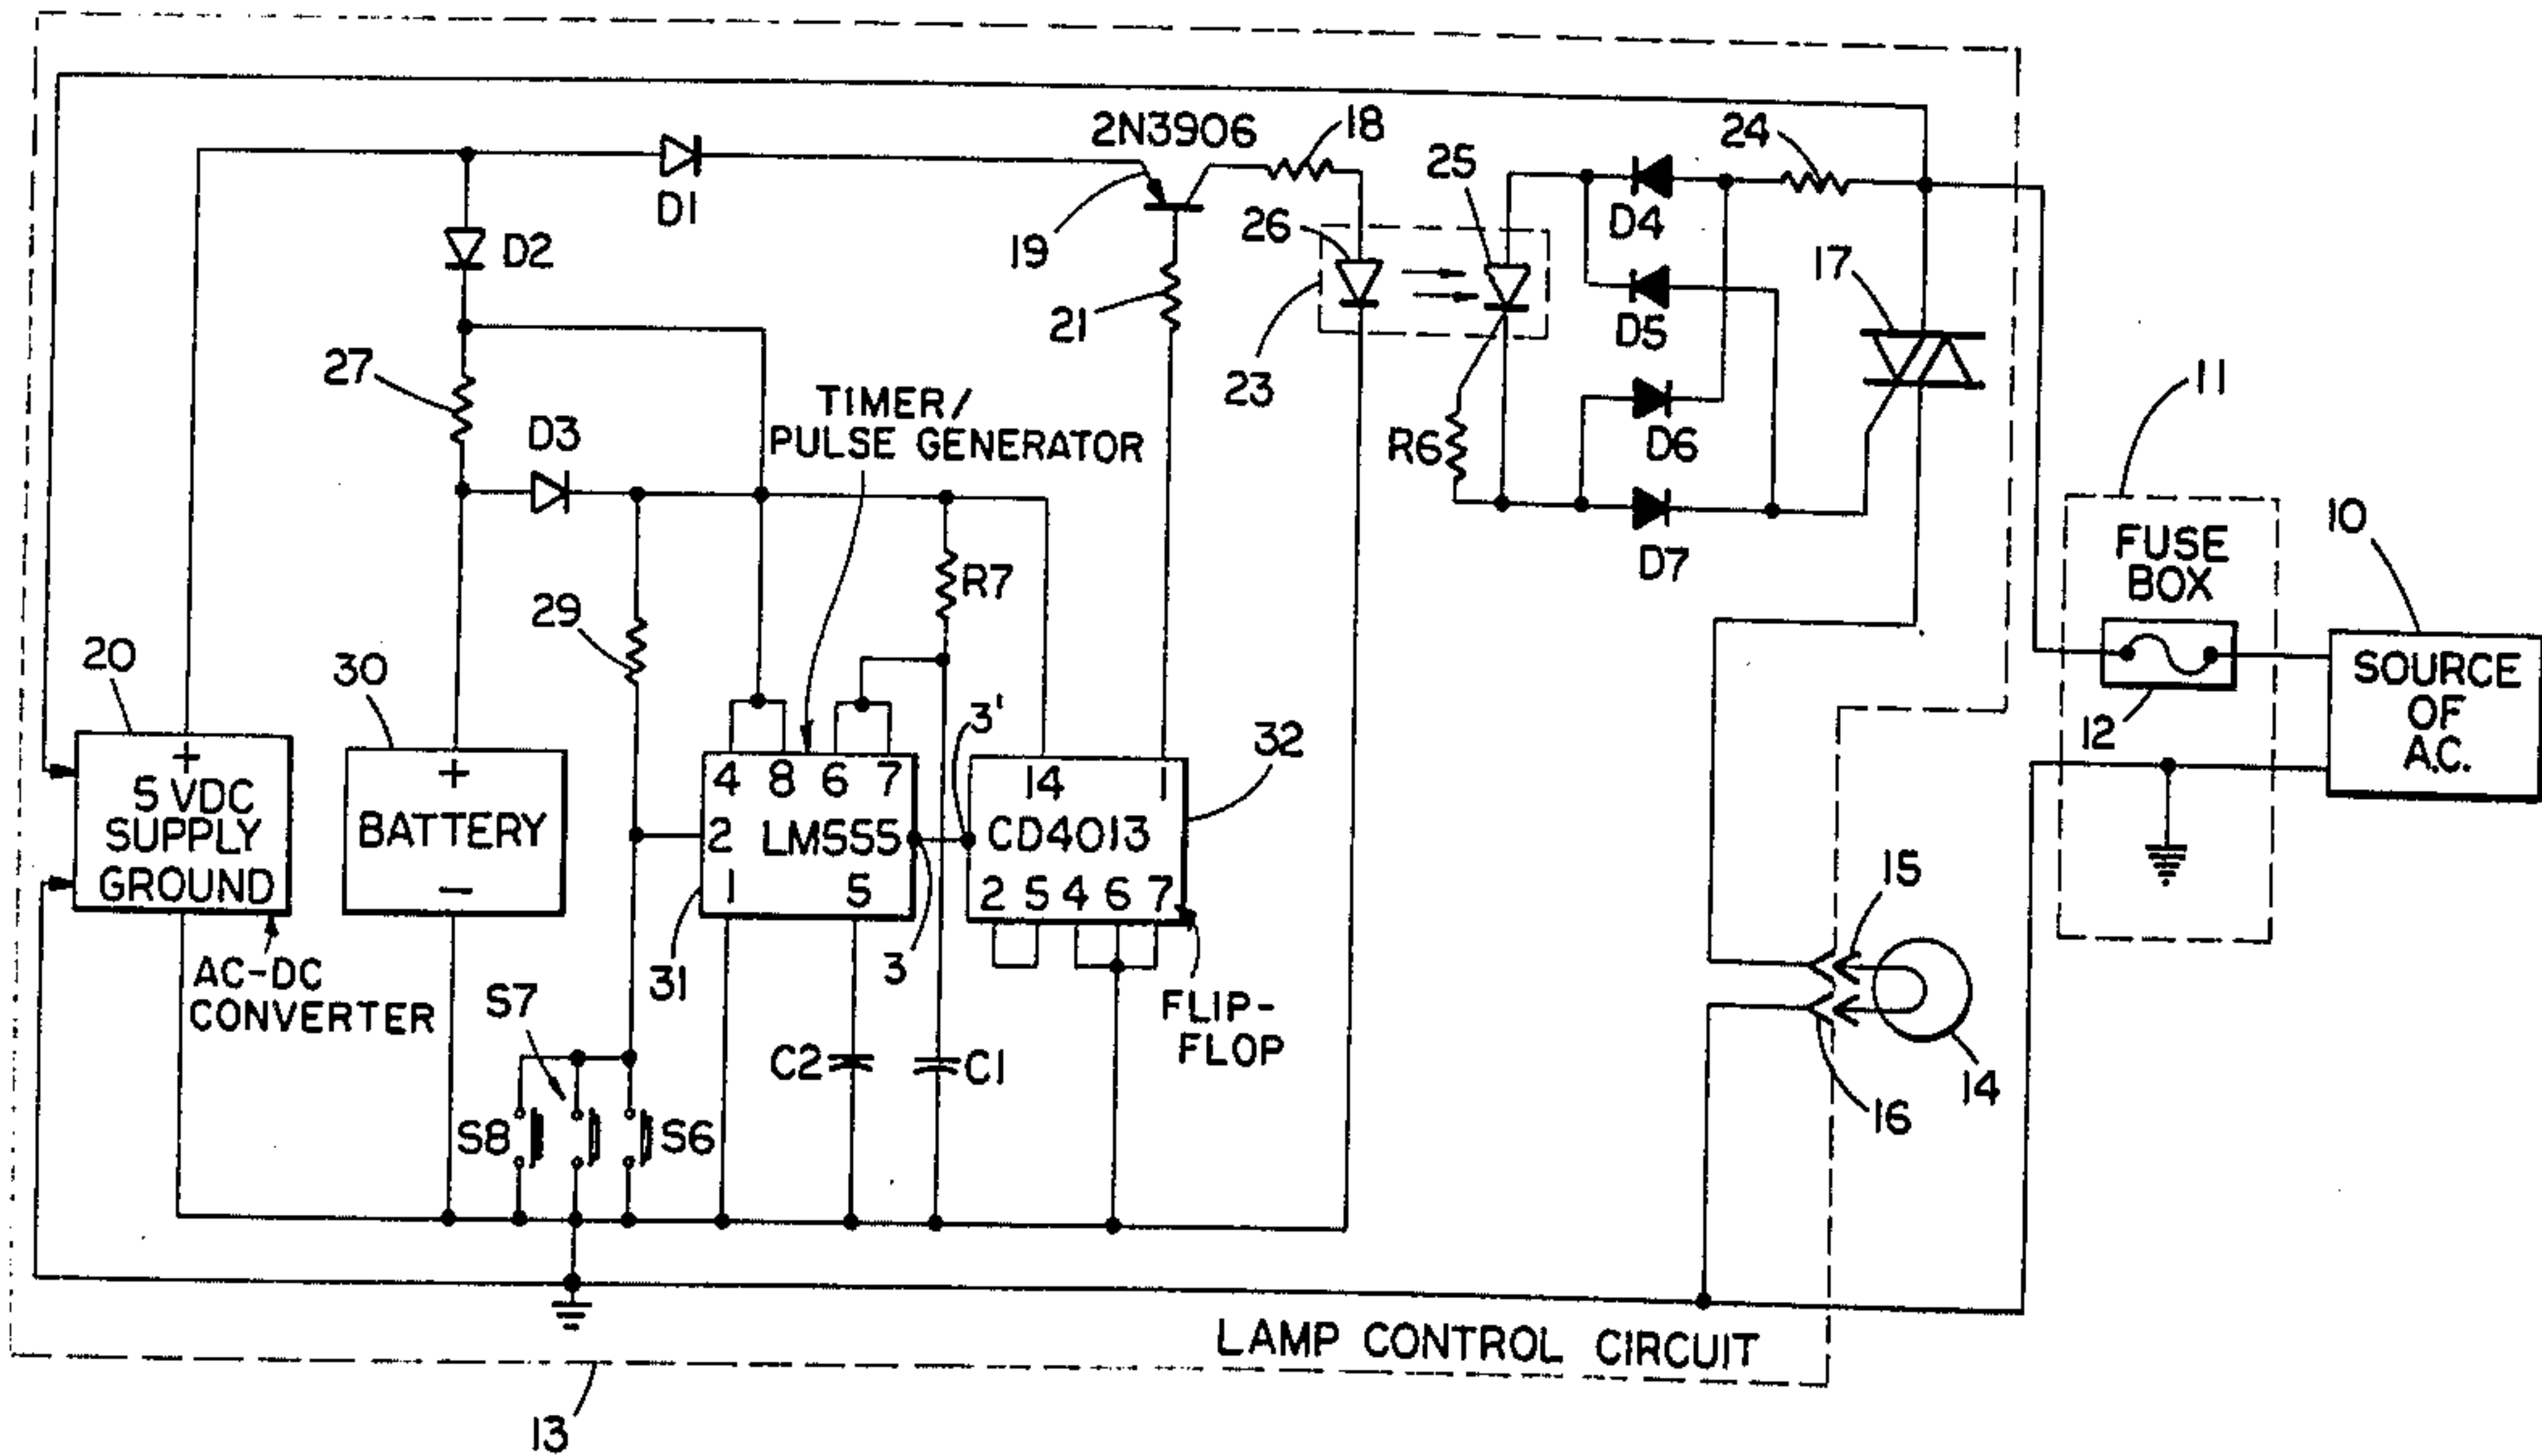 2N3906
18
24
25
D1
19
26
D4
D2
17
21
D5
27
23
11
TIMER/
PULSE GENERATOR
D3
R6
D6
10
FUSE
BOX
D7
R7
29
20
30
3'
32
12
SOURCE
OF
A.C.
+
5 VDC
SUPPLY
GROUND
+
BATTERY
−
4 8 6 7
2 LM555
1 5
14 1
CD4013
2 5 4 6 7
15
31
3
AC-DC
CONVERTER
S7
FLIP-
FLOP
C2
C1
14
16
S8
S6
LAMP CONTROL CIRCUIT
13